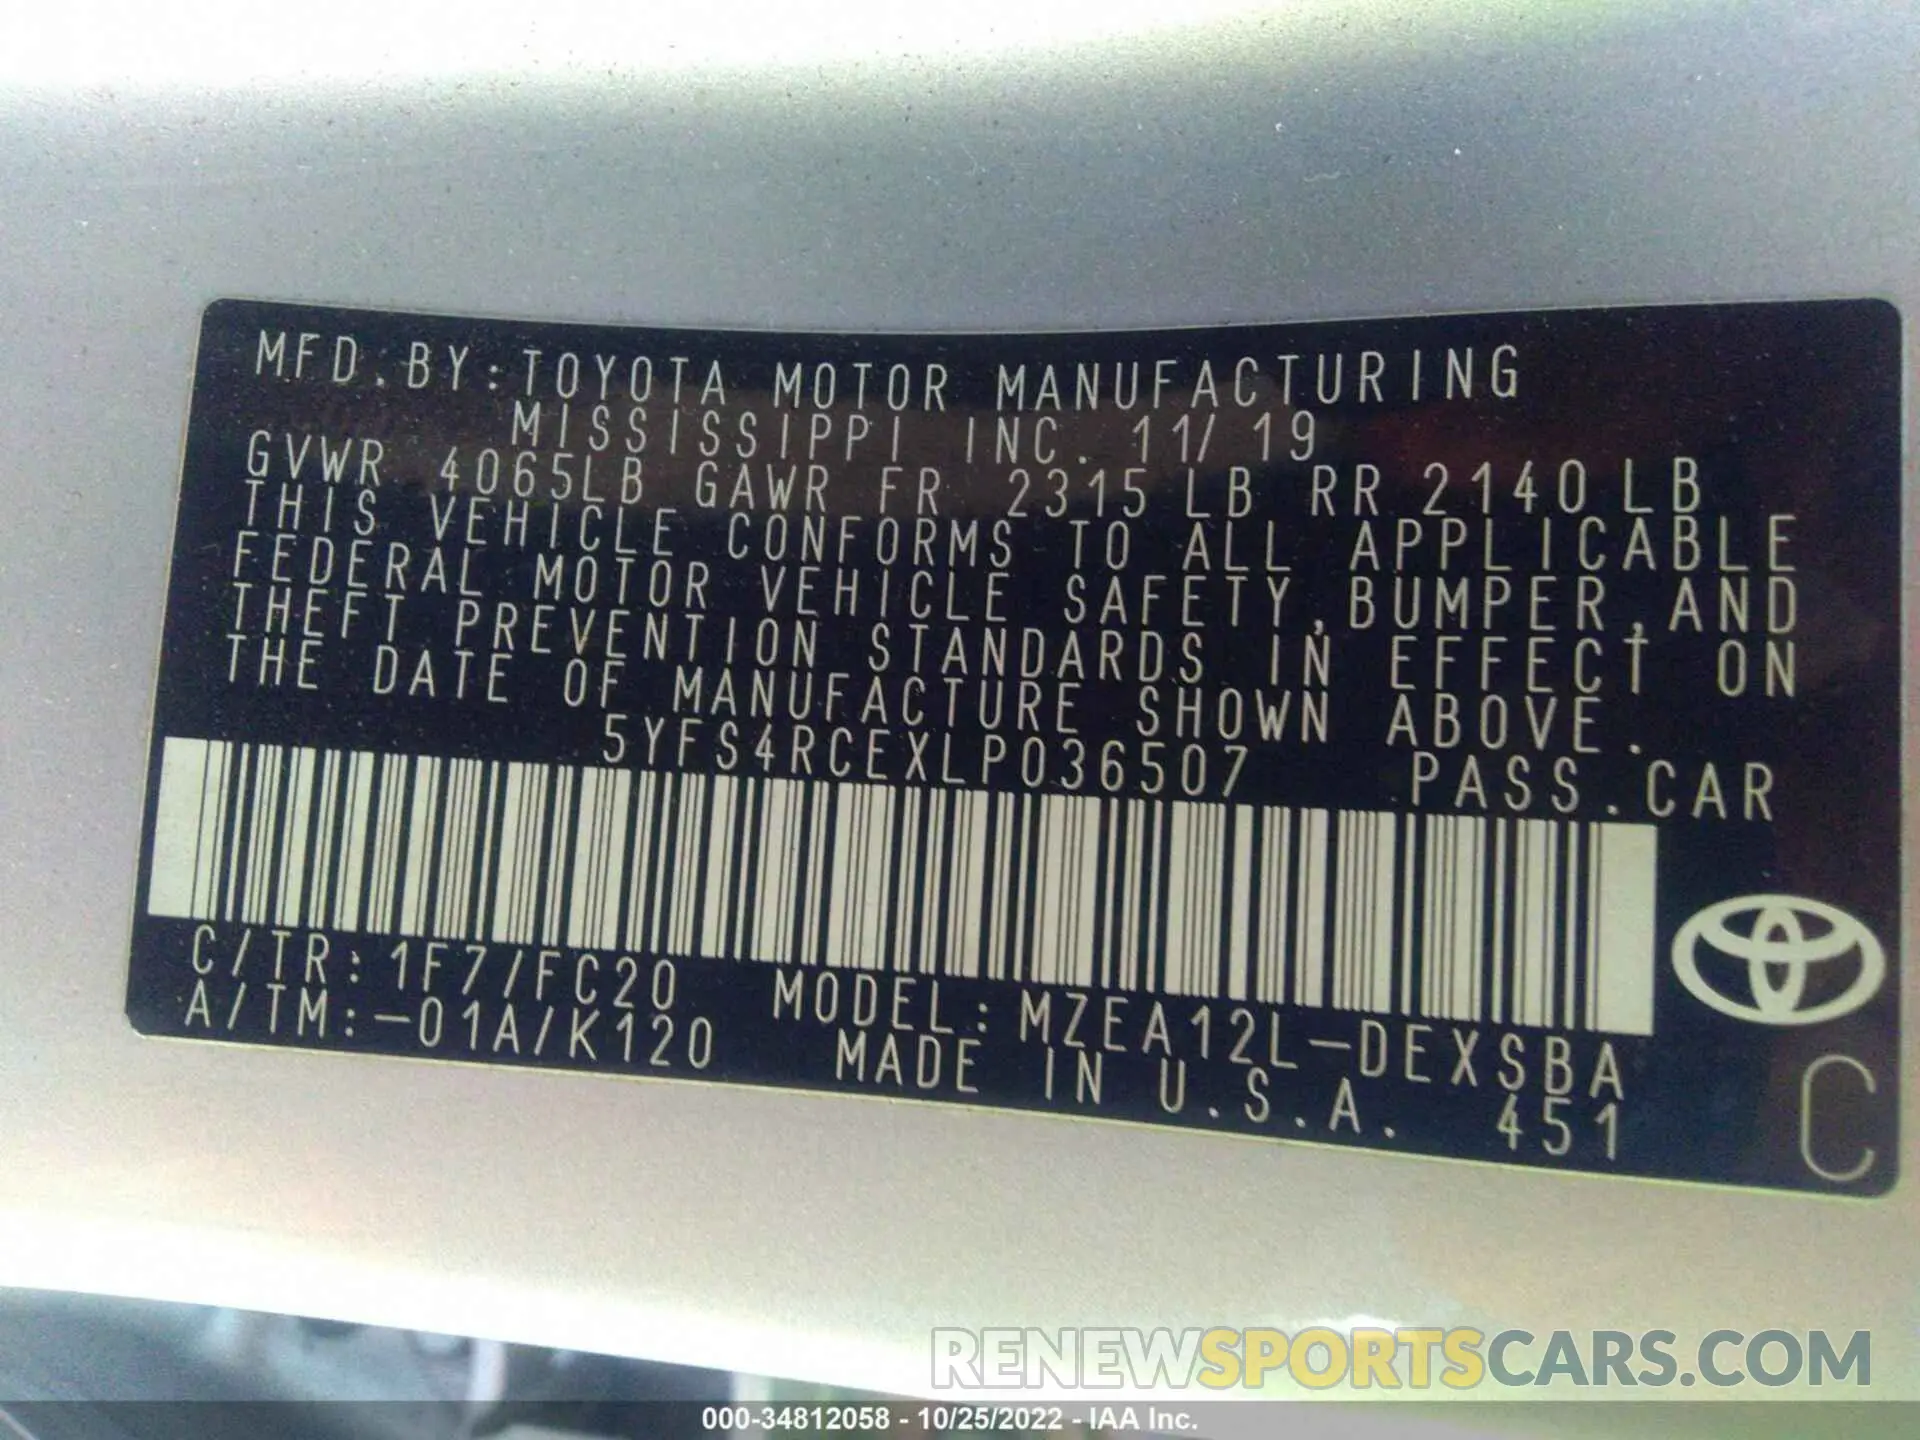 MFD.BY:TOYOTA MOTOR MANUFACTURING
MISSISSIPPI INC. 11/19
GVWR 4065LB GAWR FR 2315LB RR 2140LB
THIS VEHICLE CONFORMS TO ALL APPLICABLE
FEDERAL MOTOR VEHICLE SAFETY,BUMPER,AND
THEFT PREVENTION STANDARDS IN EFFECT ON
THE DATE OF MANUFACTURE SHOWN ABOVE.
5YFS4RCEXLP036507 PASS.CAR
C/TR:1F7/FC20 MODEL:MZEA12L-DEXSBA
A/TM:-01A/K120 MADE IN U.S.A. 451
C
RENEWSPORTSCARS.COM
000-34812058 - 10/25/2022 - IAA Inc.